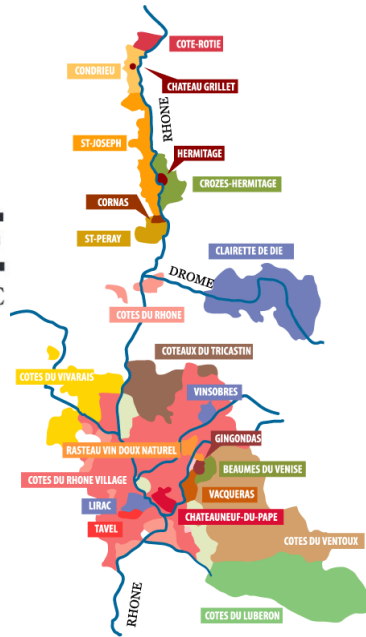 COTE-ROTIE
CONDRIEU
CHATEAU GRILLET
RHONE
ST-JOSEPH
HERMITAGE
CROZES-HERMITAGE
CORNAS
ST-PERAY
CLAIRETTE DE DIE
DROME
COTES DU RHONE
COTEAUX DU TRICASTIN
COTES DU VIVARAIS
VINSOBRES
GINGONDAS
RASTEAU VIN DOUX NATUREL
BEAUMES DU VENISE
COTES DU RHONE VILLAGE
VACQUERAS
LIRAC
CHATEAUNEUF-DU-PAPE
TAVEL
COTES DU VENTOUX
RHONE
COTES DU LUBERON